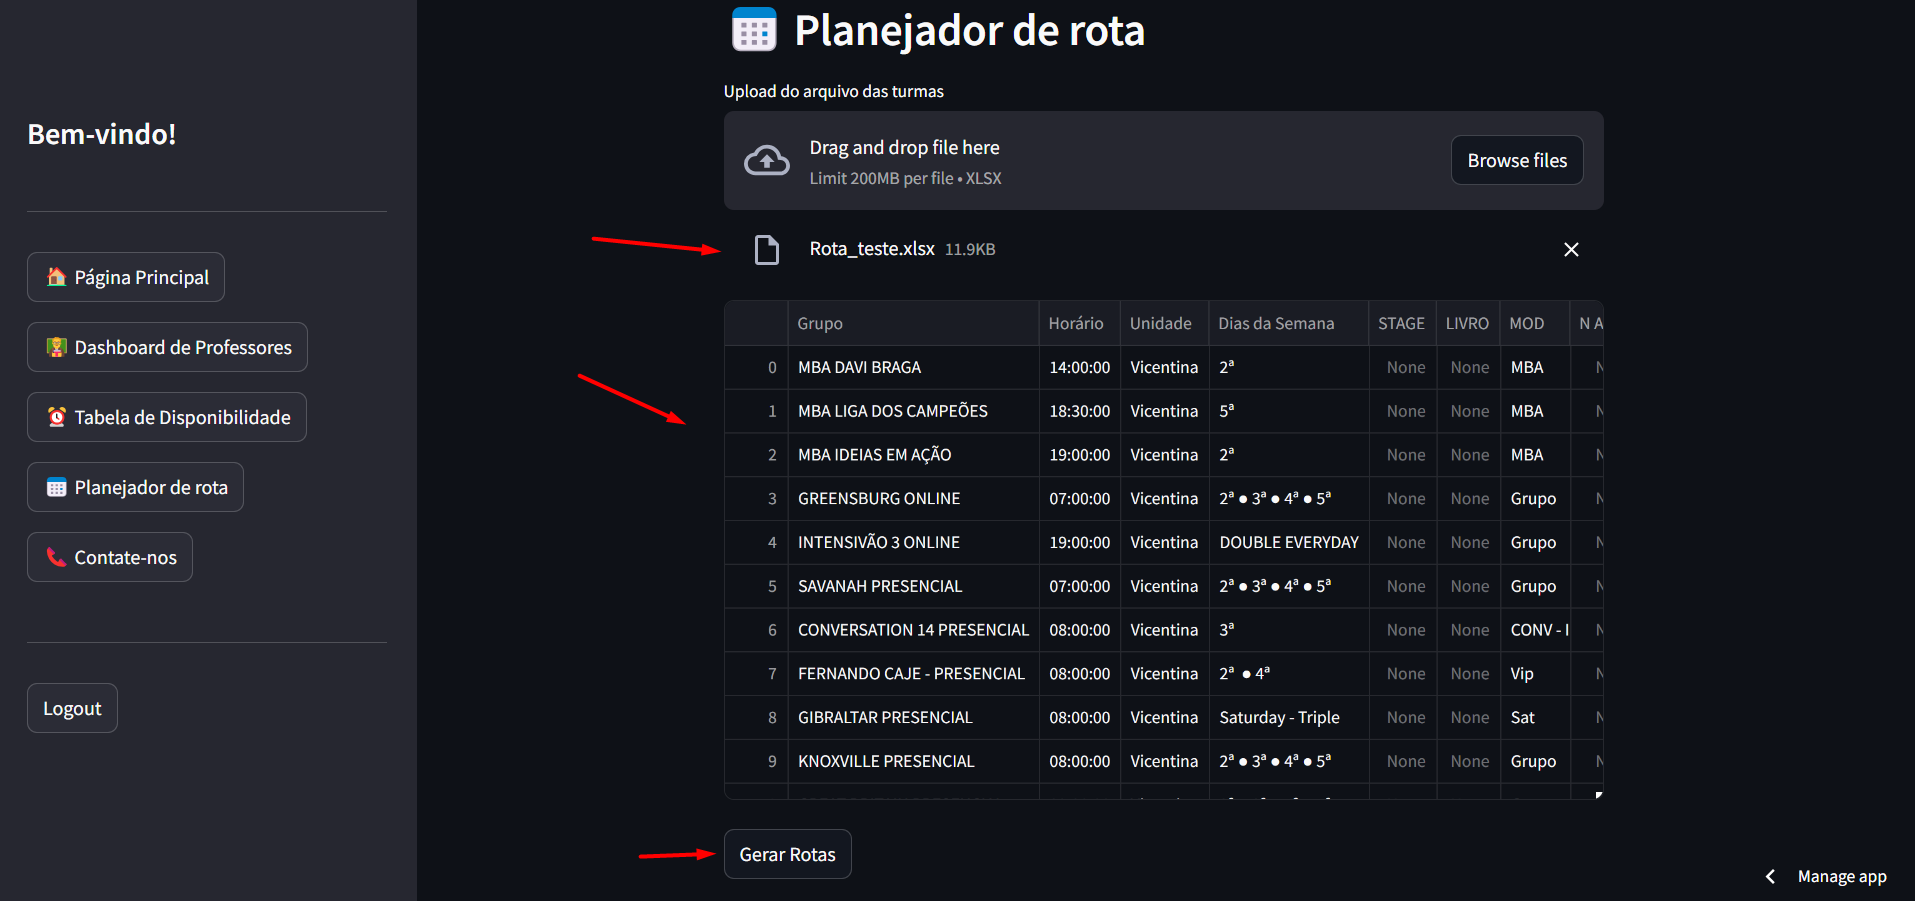 Bem-vindo!
Página Principal
Dashboard de Professores
Tabela de Disponibilidade
Planejador de rota
Contate-nos
Logout
Planejador de rota
Upload do arquivo das turmas
Drag and drop file here
Limit 200MB per file • XLSX
Browse files
Rota_teste.xlsx 11.9KB
Grupo Horário Unidade Dias da Semana STAGE LIVRO MOD N A
0 MBA DAVI BRAGA 14:00:00 Vicentina 2ª None None MBA N
1 MBA LIGA DOS CAMPEÕES 18:30:00 Vicentina 5ª None None MBA N
2 MBA IDEIAS EM AÇÃO 19:00:00 Vicentina 2ª None None MBA N
3 GREENSBURG ONLINE 07:00:00 Vicentina 2ª ● 3ª ● 4ª ● 5ª None None Grupo N
4 INTENSIVÃO 3 ONLINE 19:00:00 Vicentina DOUBLE EVERYDAY None None Grupo N
5 SAVANAH PRESENCIAL 07:00:00 Vicentina 2ª ● 3ª ● 4ª ● 5ª None None Grupo N
6 CONVERSATION 14 PRESENCIAL 08:00:00 Vicentina 3ª None None CONV - I N
7 FERNANDO CAJE - PRESENCIAL 08:00:00 Vicentina 2ª ● 4ª None None Vip N
8 GIBRALTAR PRESENCIAL 08:00:00 Vicentina Saturday - Triple None None Sat N
9 KNOXVILLE PRESENCIAL 08:00:00 Vicentina 2ª ● 3ª ● 4ª ● 5ª None None Grupo N
Gerar Rotas
Manage app